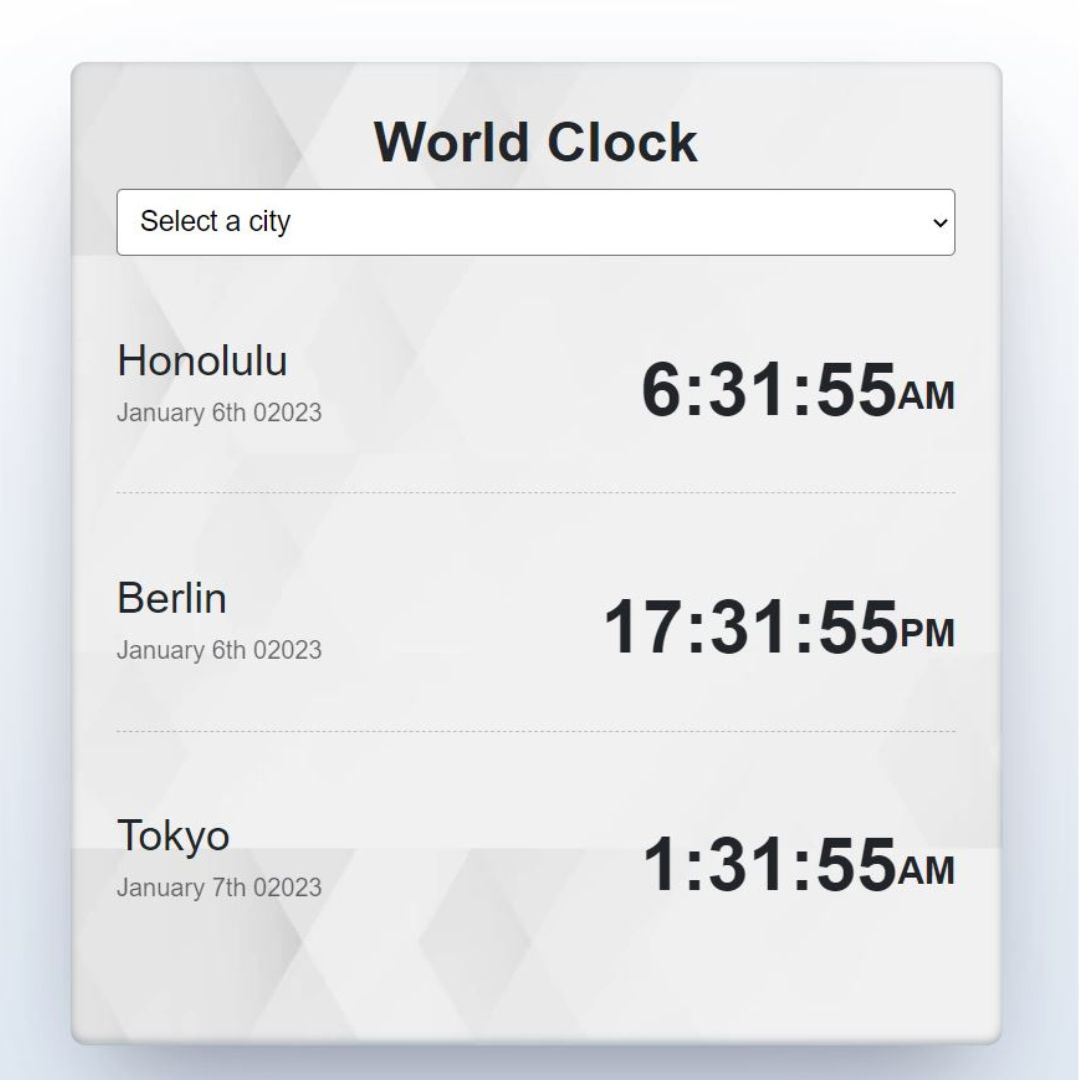 World Clock
Select a city
Honolulu
January 6th 02023
6:31:55AM
Berlin
January 6th 02023
17:31:55PM
Tokyo
January 7th 02023
1:31:55AM